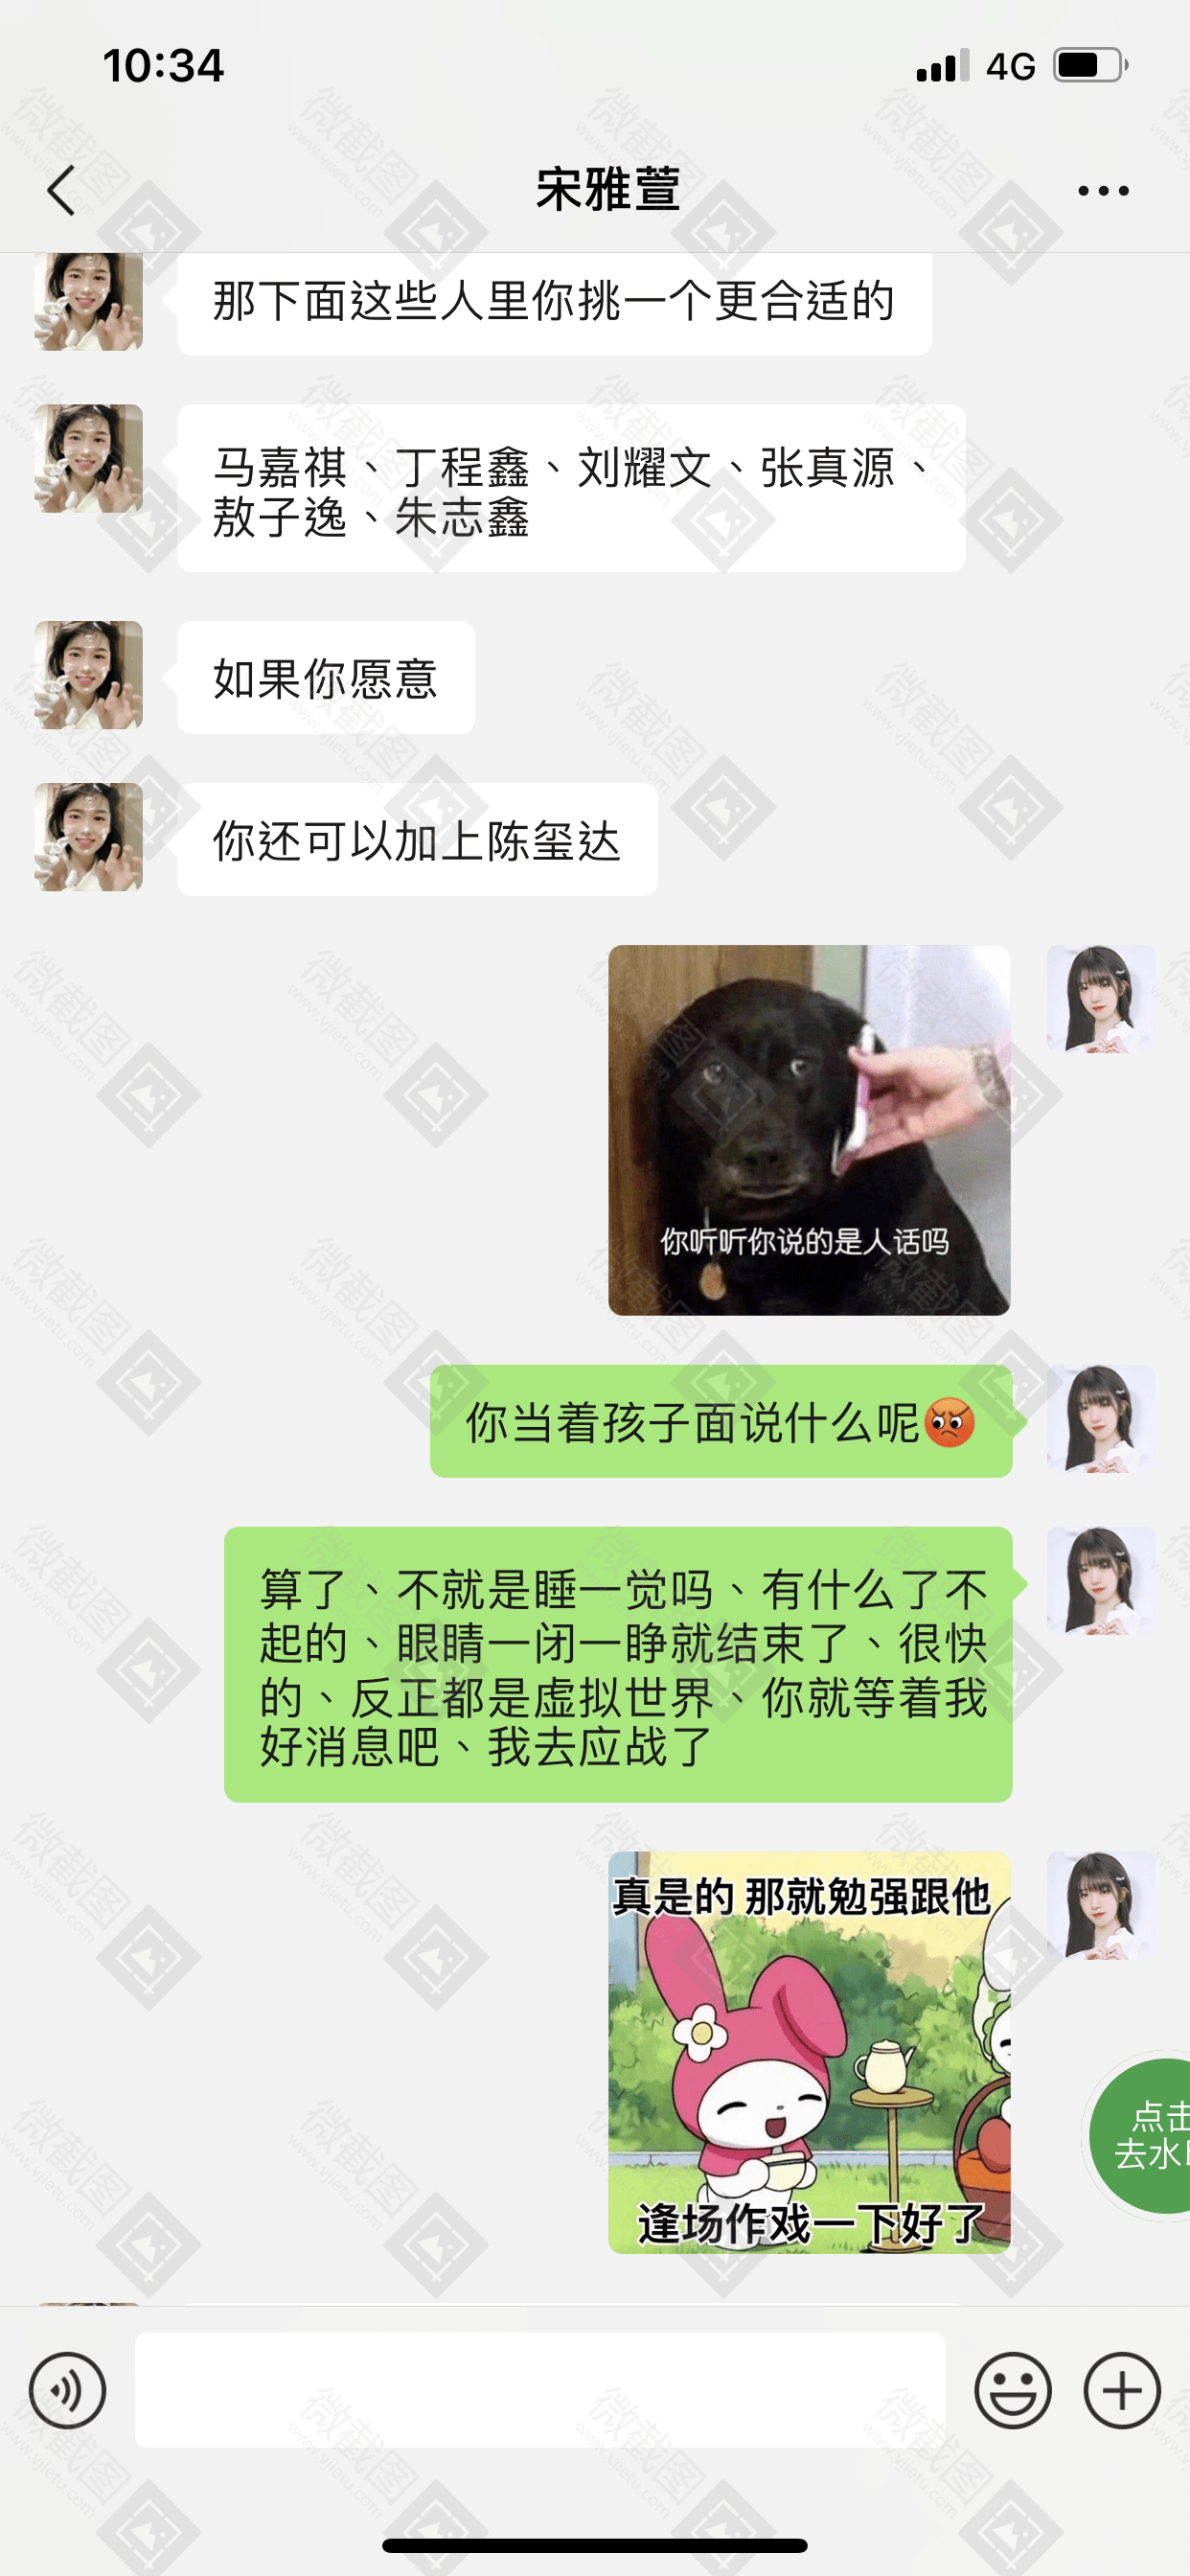 10:34
4G
宋雅萱
那下面这些人里你挑一个更合适的
马嘉祺、丁程鑫、刘耀文、张真源、
敖子逸、朱志鑫
如果你愿意
你还可以加上陈玺达
你听听你说的是人话吗
你当着孩子面说什么呢
算了、不就是睡一觉吗、有什么了不
起的、眼睛一闭一睁就结束了、很快
的、反正都是虚拟世界、你就等着我
好消息吧、我去应战了
真是的 那就勉强跟他
逢场作戏一下好了
点击
去水印
微截图
www.vjietu.com